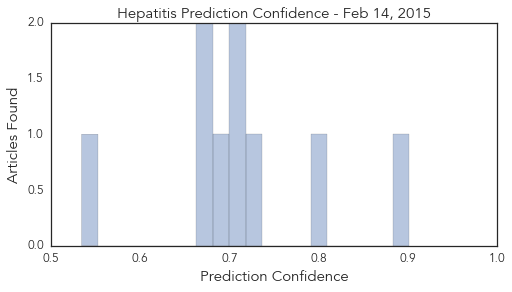 Hepatitis Prediction Confidence - Feb 14, 2015
Articles Found
2.0
1.5
1.0
0.5
0.0
0.5 0.6 0.7 0.8 0.9 1.0
Prediction Confidence